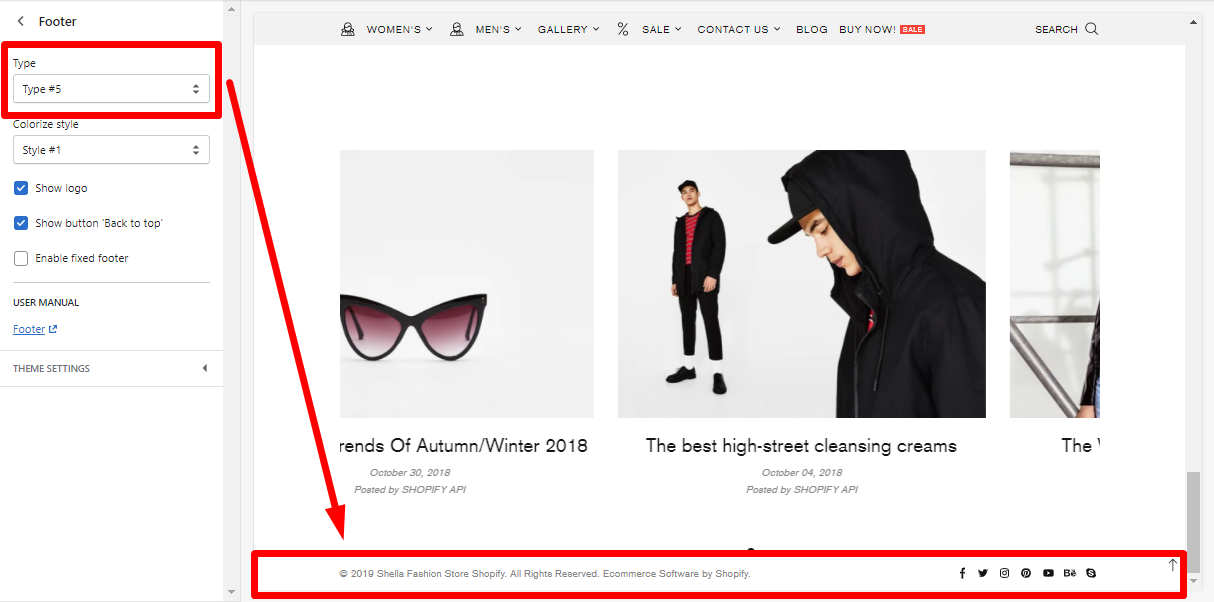 Footer
Type
Type #5
Colorize style
Style #1
Show logo
Show button 'Back to top'
Enable fixed footer
USER MANUAL
Footer
THEME SETTINGS
WOMEN'S MEN'S GALLERY % SALE CONTACT US BLOG BUY NOW! SALE SEARCH
rends Of Autumn/Winter 2018
October 30, 2018
Posted by SHOPIFY API
The best high-street cleansing creams
October 04, 2018
Posted by SHOPIFY API
The
© 2019 Shella Fashion Store Shopify. All Rights Reserved. Ecommerce Software by Shopify.